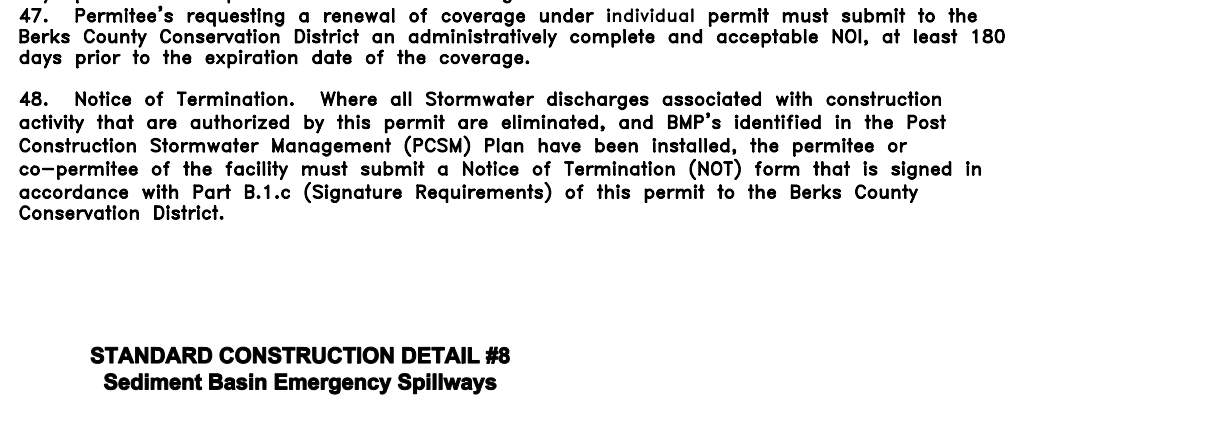 47. Permitee's requesting a renewal of coverage under individual permit must submit to the
Berks County Conservation District an administratively complete and acceptable NOI, at least 180
days prior to the expiration date of the coverage.
48. Notice of Termination. Where all Stormwater discharges associated with construction
activity that are authorized by this permit are eliminated, and BMP's identified in the Post
Construction Stormwater Management (PCSM) Plan have been installed, the permitee or
co-permitee of the facility must submit a Notice of Termination (NOT) form that is signed in
accordance with Part B.1.c (Signature Requirements) of this permit to the Berks County
Conservation District.
STANDARD CONSTRUCTION DETAIL #8
Sediment Basin Emergency Spillways